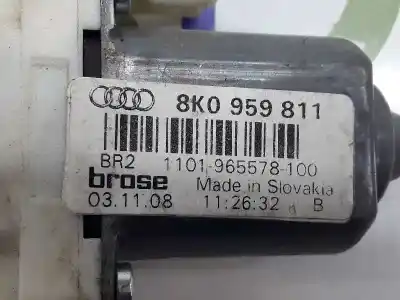 8K0 959 811
BR2 1101-965578-100
brose Made in Slovakia
03.11.08 11:26:32 B